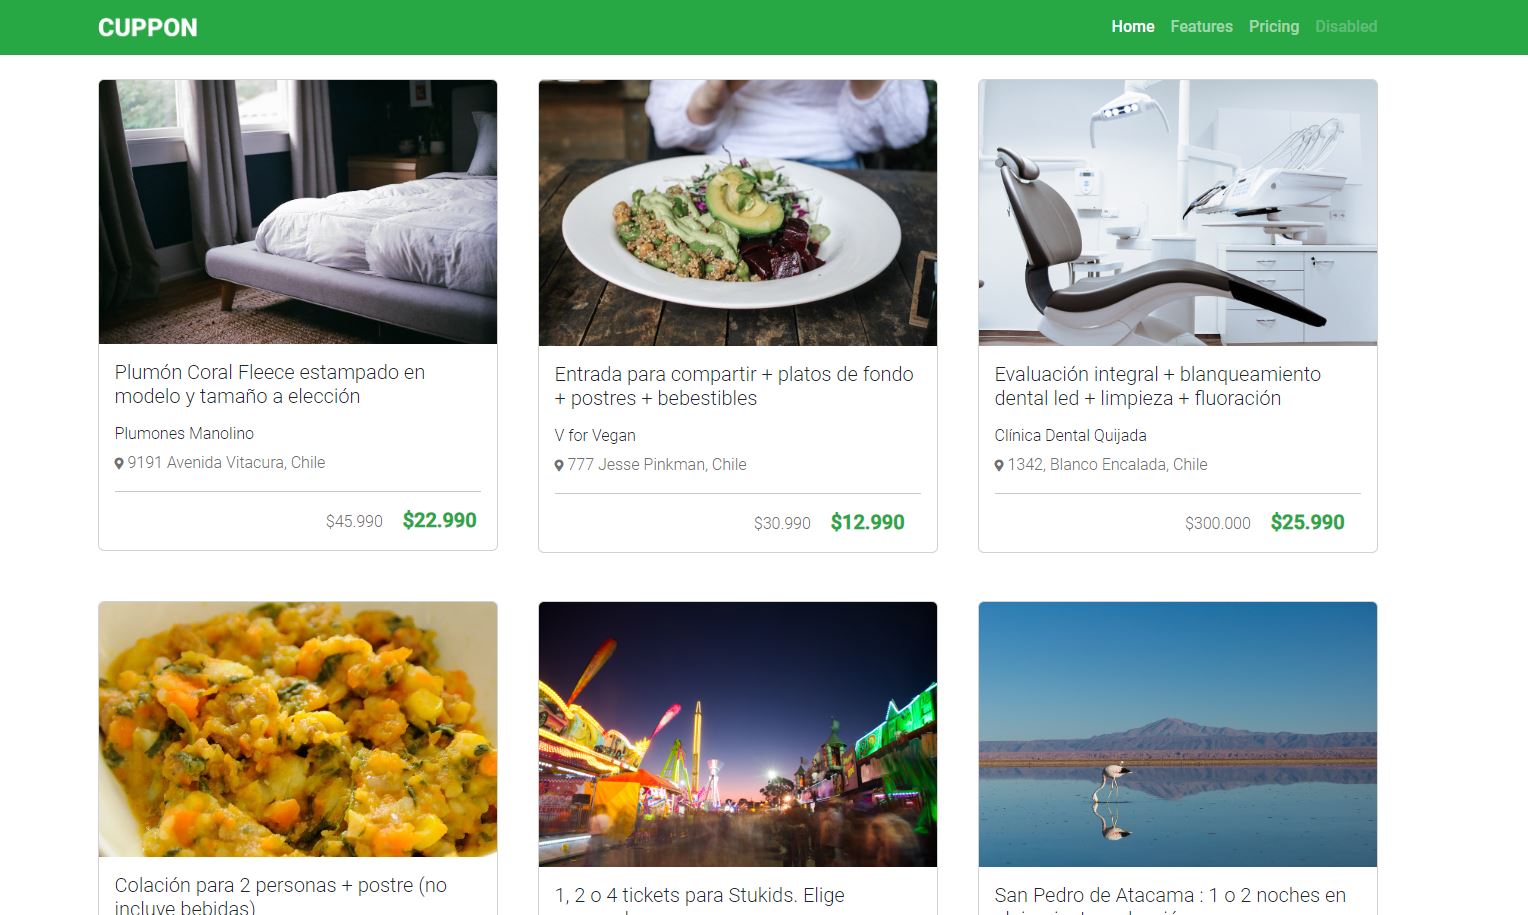 CUPPON
Home Features Pricing Disabled
Plumón Coral Fleece estampado en
modelo y tamaño a elección
Plumones Manolino
9191 Avenida Vitacura, Chile
$45.990 $22.990
Entrada para compartir + platos de fondo
+ postres + bebestibles
V for Vegan
777 Jesse Pinkman, Chile
$30.990 $12.990
Evaluación integral + blanqueamiento
dental led + limpieza + fluoración
Clínica Dental Quijada
1342, Blanco Encalada, Chile
$300.000 $25.990
Colación para 2 personas + postre (no
incluye bebidas)
1, 2 o 4 tickets para Stukids. Elige
San Pedro de Atacama : 1 o 2 noches en